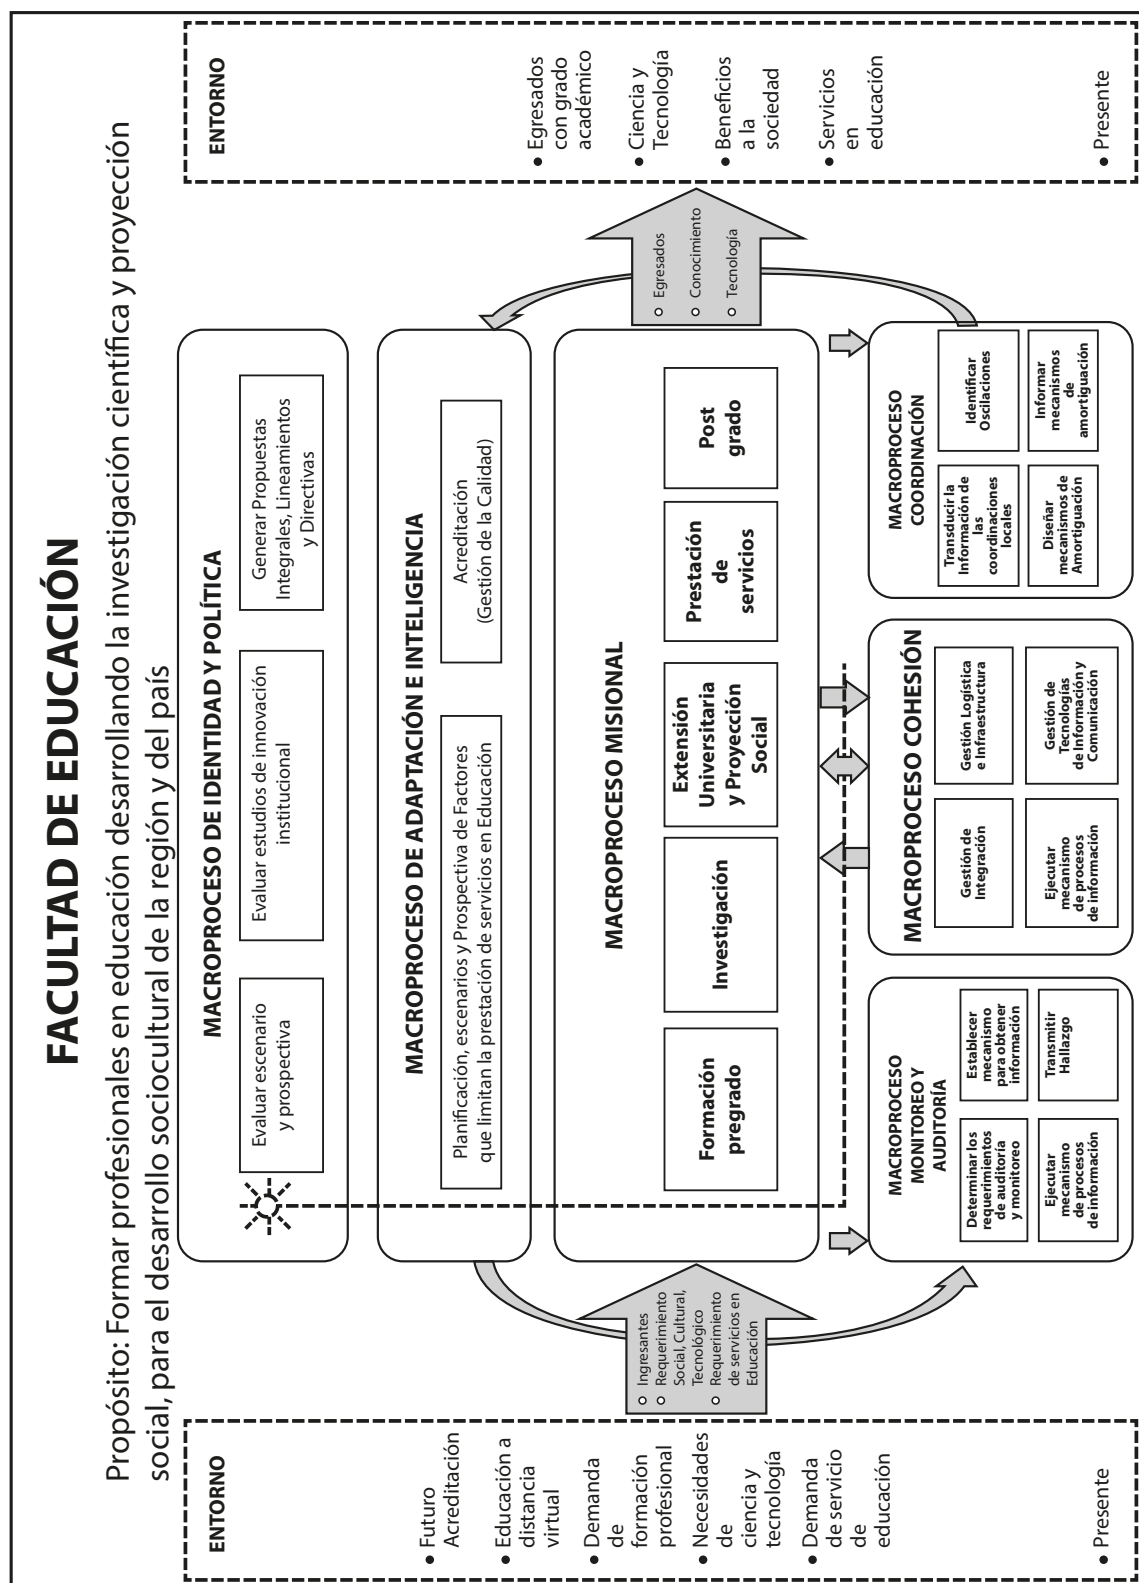 FACULTAD DE EDUCACIÓN
Propósito: Formar profesionales en educación desarrollando la investigación científica y proyección
social, para el desarrollo sociocultural de la región y del país
ENTORNO
• Futuro
Acreditación
• Educación a
distancia
virtual
• Demanda
de
formación
profesional
• Necesidades
de
ciencia y
tecnología
• Demanda
de servicio
de
educación
• Presente
Ingresantes
Requerimiento
Social, Cultural,
Tecnológico
Requerimiento
de servicios en
Educación
MACROPROCESO DE IDENTIDAD Y POLÍTICA
Evaluar escenario
y prospectiva
Evaluar estudios de innovación
institucional
Generar Propuestas
Integrales, Lineamientos
y Directivas
MACROPROCESO DE ADAPTACIÓN E INTELIGENCIA
Planificación, escenarios y Prospectiva de Factores
que limitan la prestación de servicios en Educación
Acreditación
(Gestión de la Calidad)
MACROPROCESO MISIONAL
Formación
pregrado
Investigación
Extensión
Universitaria
y Proyección
Social
Prestación
de
servicios
Post
grado
MACROPROCESO
MONITOREO Y
AUDITORÍA
Determinar los
requerimientos
de auditoría
y monitoreo
Establecer
mecanismo
para obtener
información
Ejecutar
mecanismo
de procesos
de información
Transmitir
Hallazgo
MACROPROCESO COHESIÓN
Gestión de
Integración
Gestión Logística
e Infraestructura
Ejecutar
mecanismo
de procesos
de información
Gestión de
Tecnologías
de Información y
Comunicación
MACROPROCESO
COORDINACIÓN
Transducir la
Información de
las
coordinaciones
locales
Identificar
Oscilaciones
Diseñar
mecanismos de
Amortiguación
Informar
mecanismos
de
amortiguación
Egresados
Conocimiento
Tecnología
ENTORNO
• Egresados
con grado
académico
• Ciencia y
Tecnología
• Beneficios
a la
sociedad
• Servicios
en
educación
• Presente